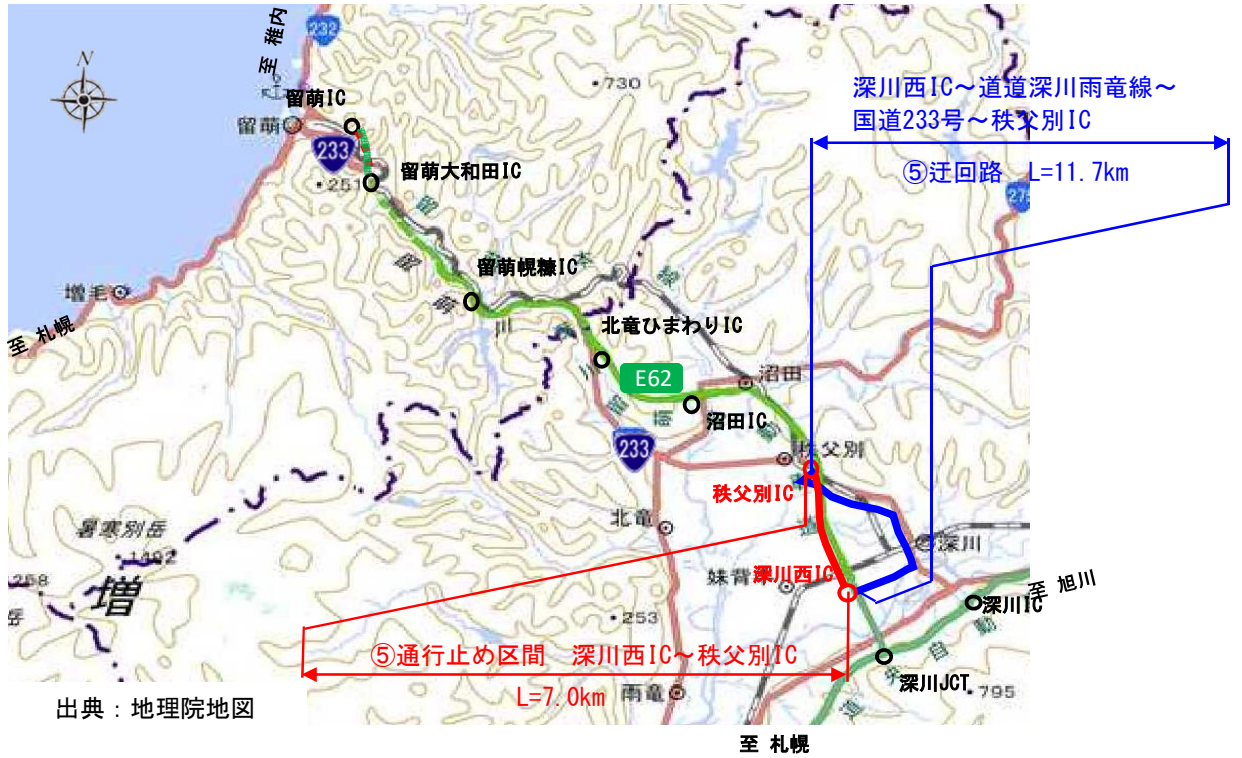 至 稚内
232
N
・730
留萌IC
留萌
233
留萌大和田IC
・251
深川西IC～道道深川雨竜線～
国道233号～秩父別IC
⑤迂回路 L=11.7km
留萌幌糠IC
増毛
至 札幌
北竜ひまわりIC
E62
沼田
沼田IC
233
秩父別
秩父別IC
北竜
暑寒別岳
・1492
増
深川
妹背
深川西IC
至 旭川
深川IC
・253
⑤通行止め区間 深川西IC～秩父別IC
L=7.0km
雨竜
深川JCT
・795
出典：地理院地図
至 札幌